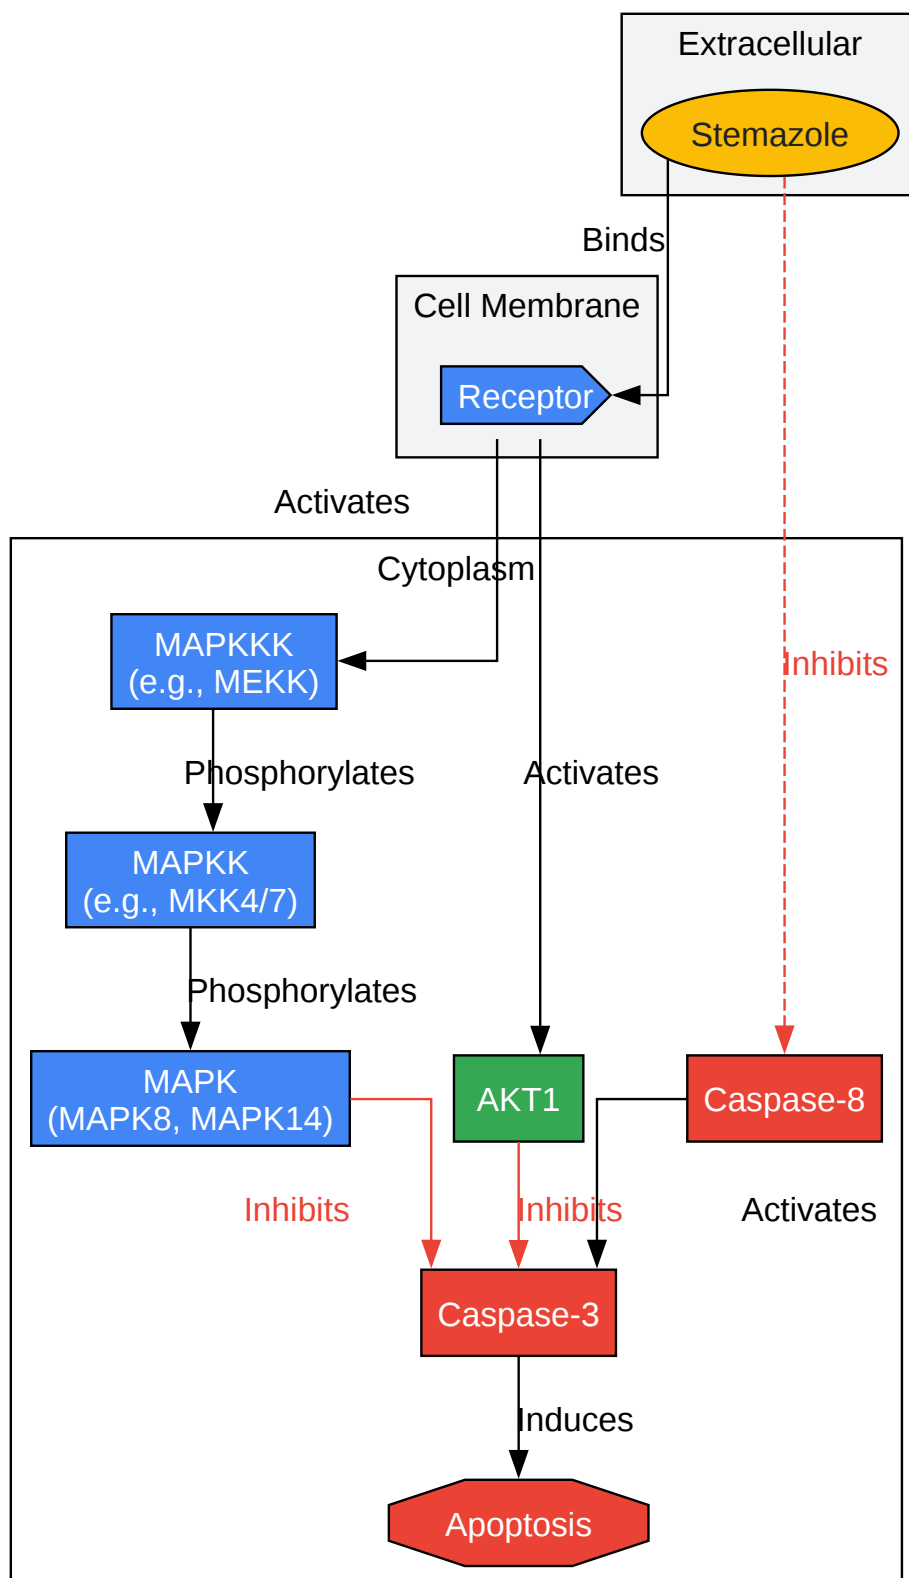 Extracellular
Stemazole
Binds
Cell Membrane
Receptor
Activates
Cytoplasm
MAPKKK
(e.g., MEKK)
Inhibits
Phosphorylates
Activates
MAPKK
(e.g., MKK4/7)
Phosphorylates
MAPK
(MAPK8, MAPK14)
AKT1
Caspase-8
Inhibits
Inhibits
Activates
Caspase-3
Induces
Apoptosis